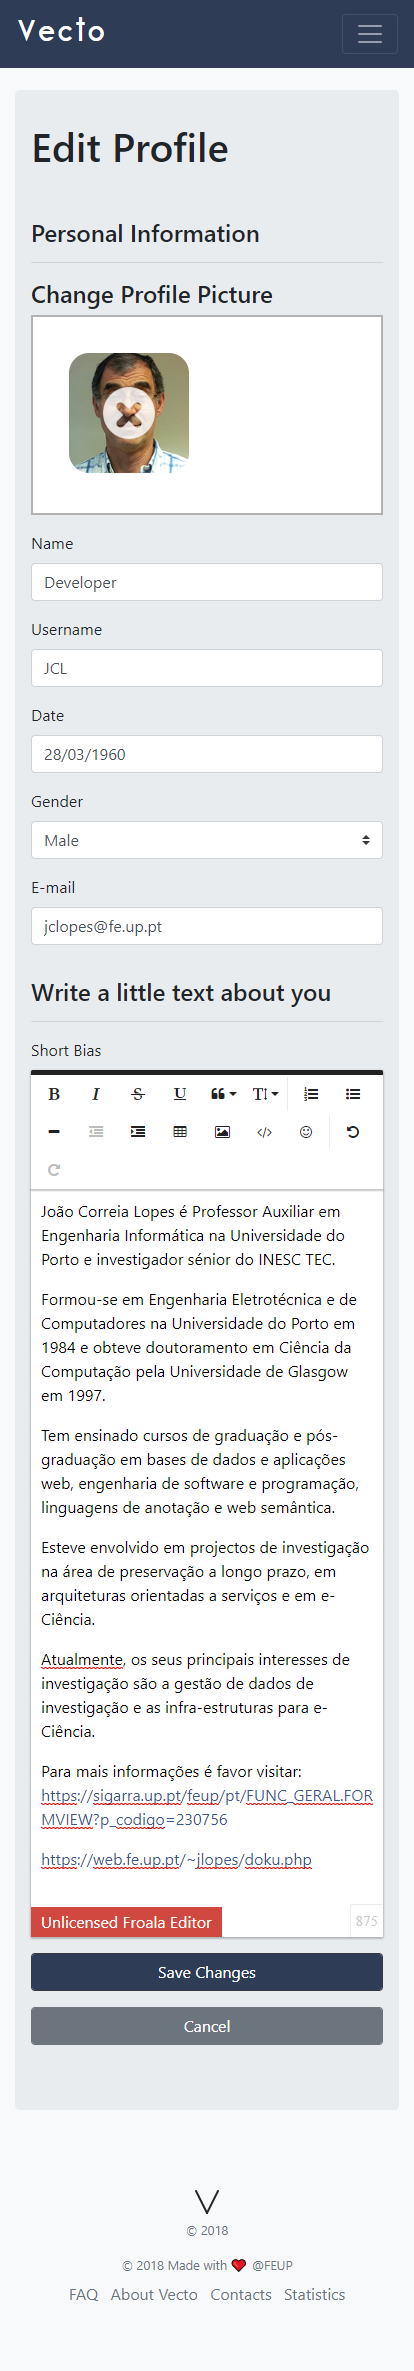 Vecto
Edit Profile
Personal Information
Change Profile Picture
Name
Developer
Username
JCL
Date
28/03/1960
Gender
Male
E-mail
jclopes@fe.up.pt
Write a little text about you
Short Bias
João Correia Lopes é Professor Auxiliar em
Engenharia Informática na Universidade do
Porto e investigador sénior do INESC TEC.
Formou-se em Engenharia Eletrotécnica e de
Computadores na Universidade do Porto em
1984 e obteve doutoramento em Ciência da
Computação pela Universidade de Glasgow
em 1997.
Tem ensinado cursos de graduação e pós-
graduação em bases de dados e aplicações
web, engenharia de software e programação,
linguagens de anotação e web semântica.
Esteve envolvido em projectos de investigação
na área de preservação a longo prazo, em
arquiteturas orientadas a serviços e em e-
Ciência.
Atualmente, os seus principais interesses de
investigação são a gestão de dados de
investigação e as infra-estruturas para e-
Ciência.
Para mais informações é favor visitar:
https://sigarra.up.pt/feup/pt/FUNC_GERAL.FOR
MVIEW?p_codigo=230756
https://web.fe.up.pt/~jlopes/doku.php
Unlicensed Froala Editor 875
Save Changes
Cancel
© 2018
© 2018 Made with @FEUP
FAQ About Vecto Contacts Statistics